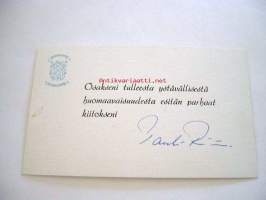 antikvariaatti.net
Osakseni tulleesta ystävällisestä
huomaavaisuudesta esitän parhaat
kiitokseni